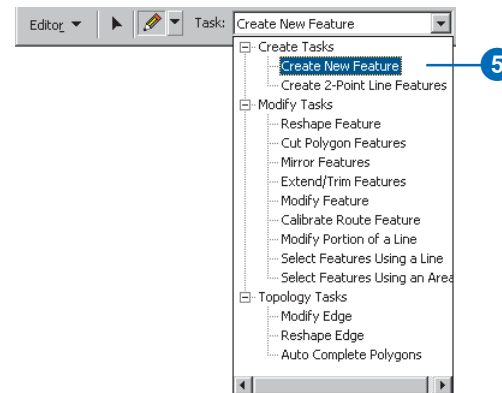 Editor Task: Create New Feature
Create Tasks
Create New Feature 5
Create 2-Point Line Features
Modify Tasks
Reshape Feature
Cut Polygon Features
Mirror Features
Extend/Trim Features
Modify Feature
Calibrate Route Feature
Modify Portion of a Line
Select Features Using a Line
Select Features Using an Area
Topology Tasks
Modify Edge
Reshape Edge
Auto Complete Polygons